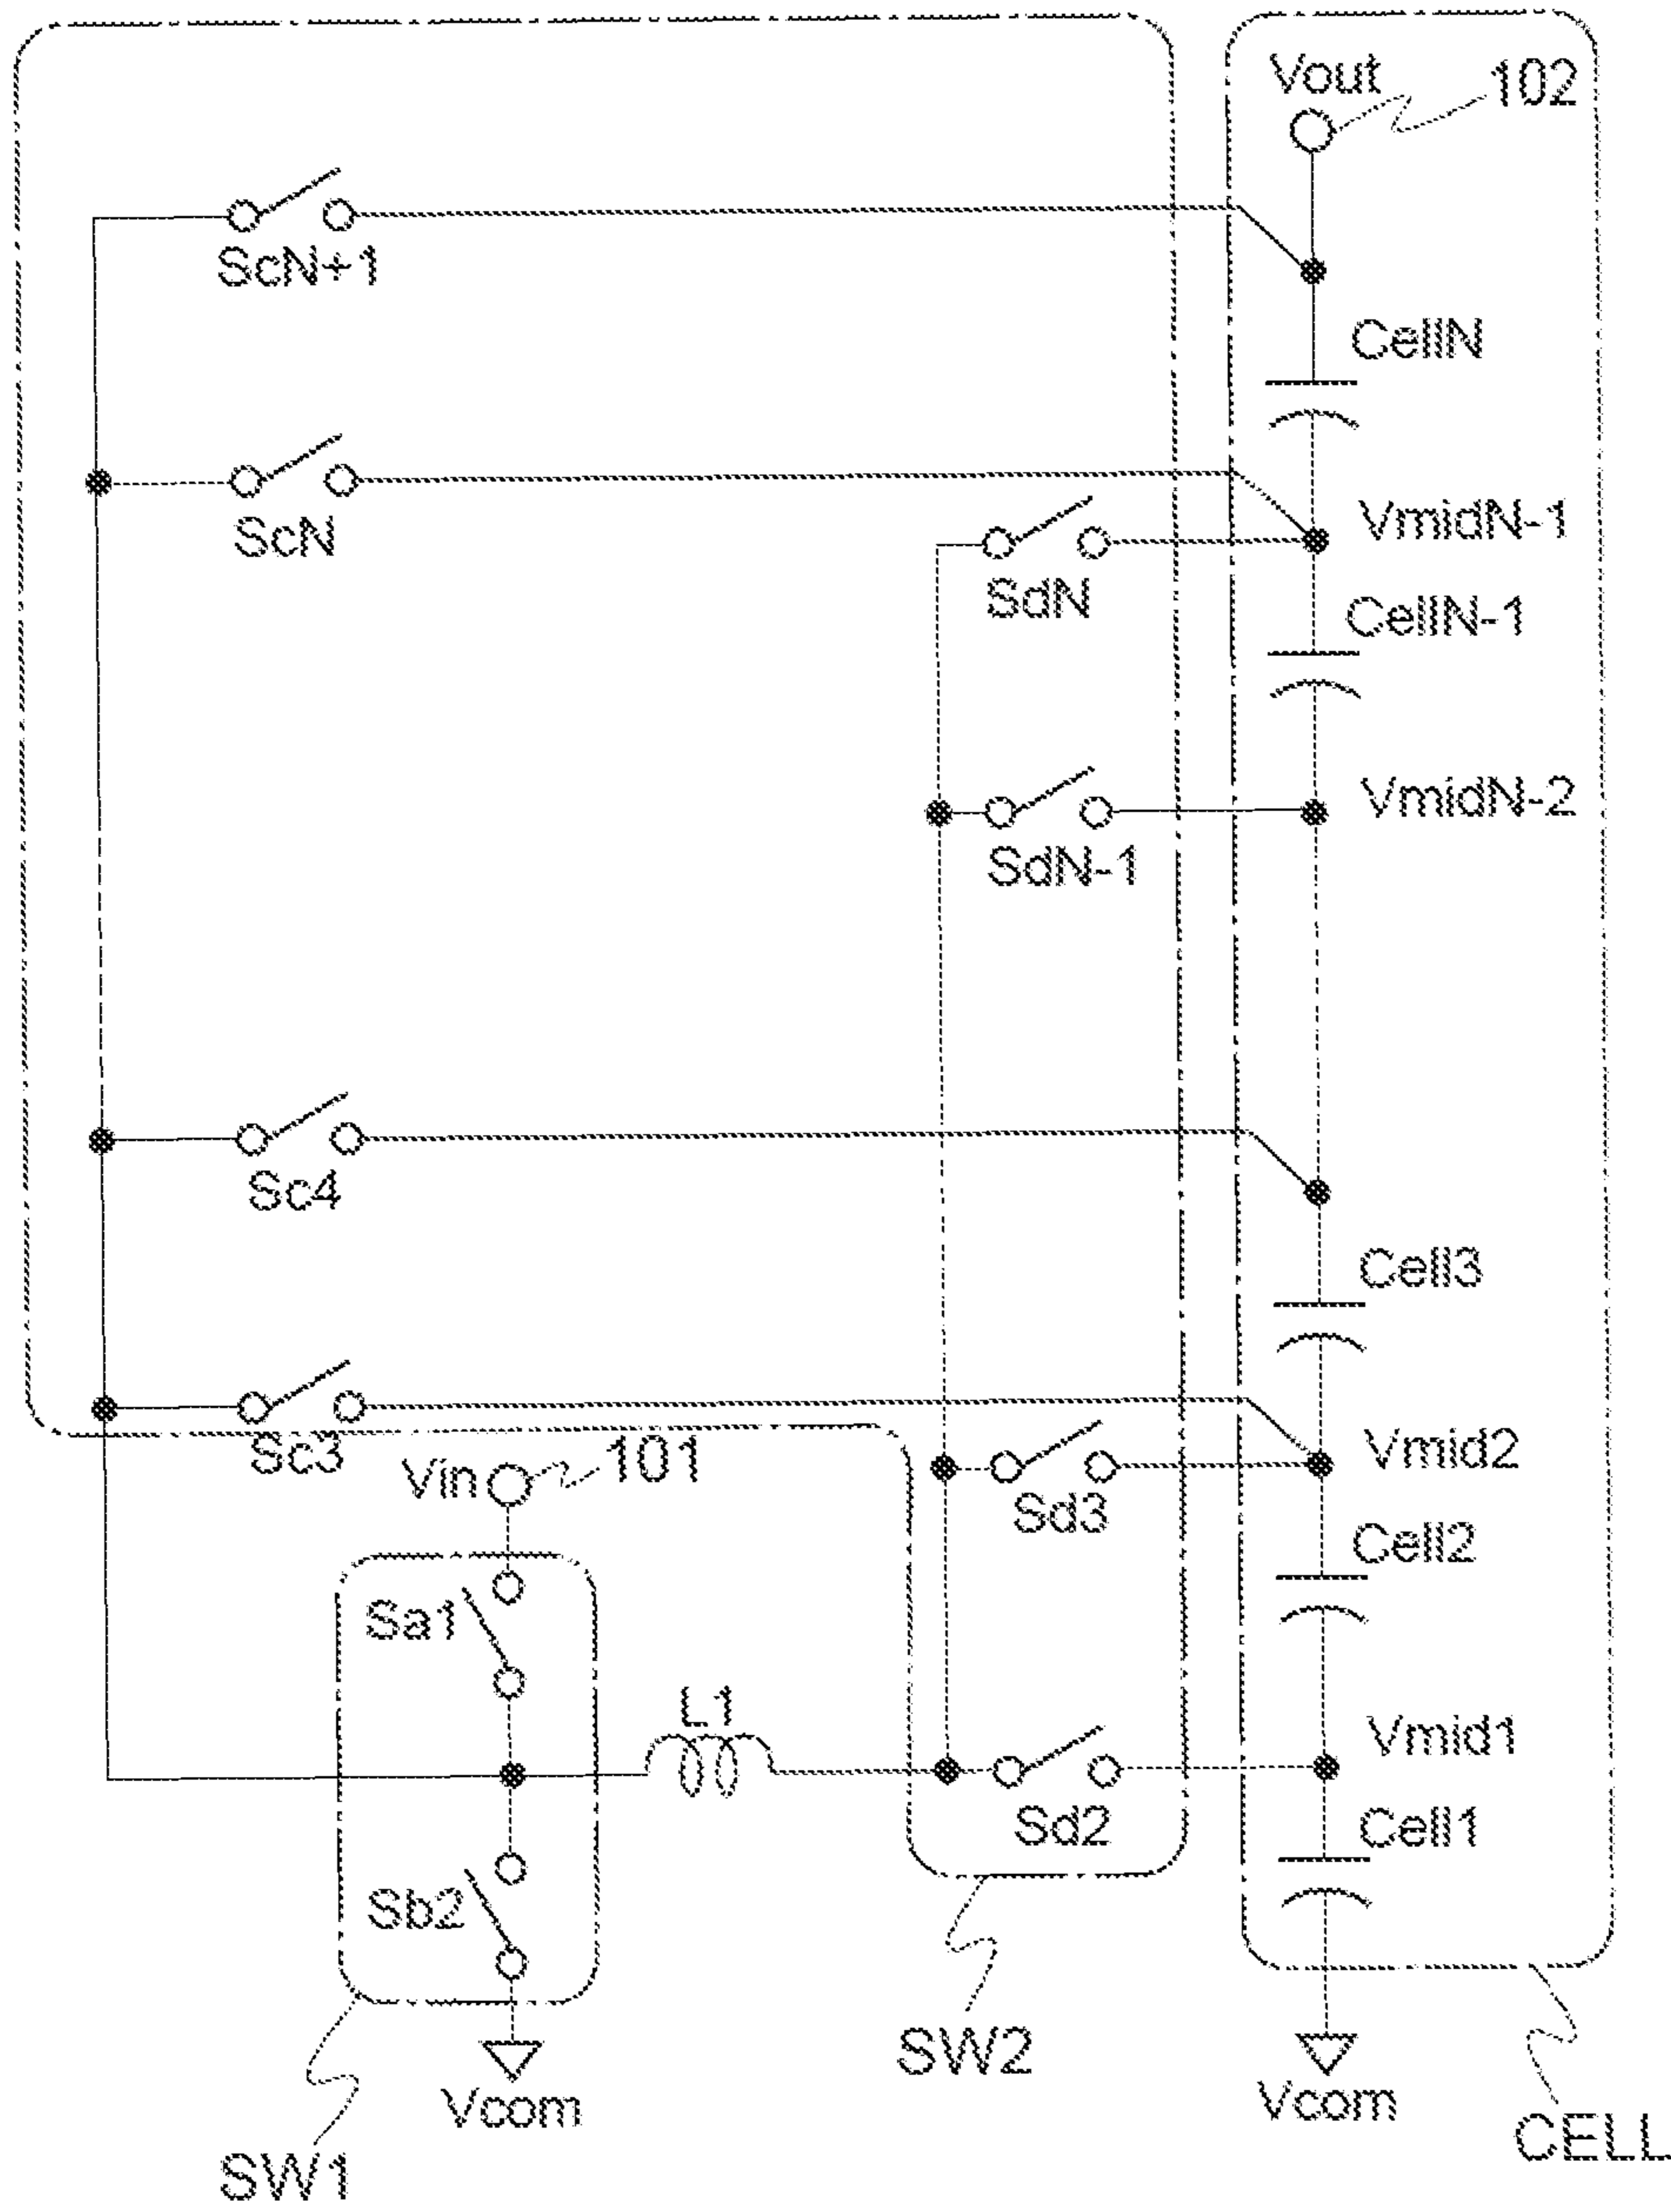 Vout
102
ScN+1
CellN
ScN
VmidN-1
SdN
CellN-1
VmidN-2
SdN-1
Sc4
Cell3
Sc3
Vin
101
Vmid2
Sd3
Cell2
Sa1
L1
Vmid1
Sd2
Cell1
Sb2
SW2
Vcom
Vcom
CELL
SW1